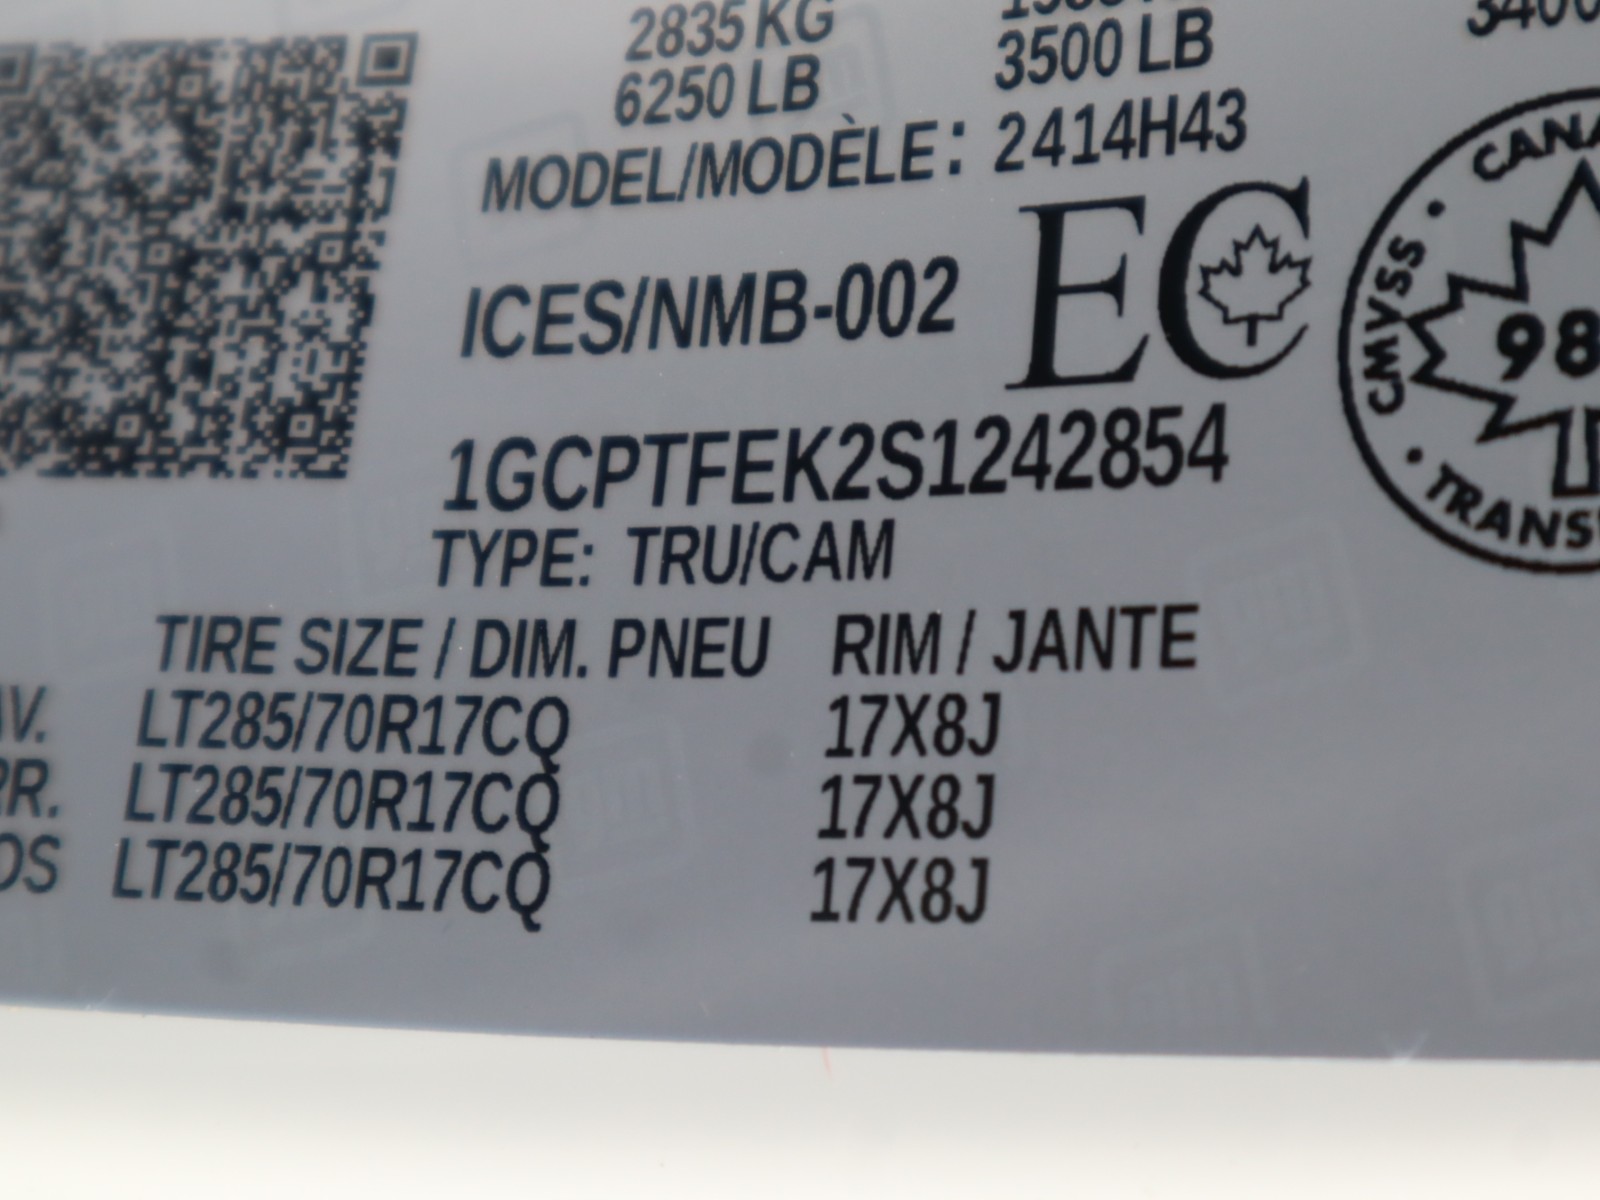 2835 KG
6250 LB 3500 LB
MODEL/MODÈLE: 2414H43
ICES/NMB-002 EC
1GCPTFEK2S1242854
TYPE: TRU/CAM
TIRE SIZE / DIM. PNEU RIM / JANTE
LT285/70R17CQ 17X8J
LT285/70R17CQ 17X8J
LT285/70R17CQ 17X8J
CMVSS
98